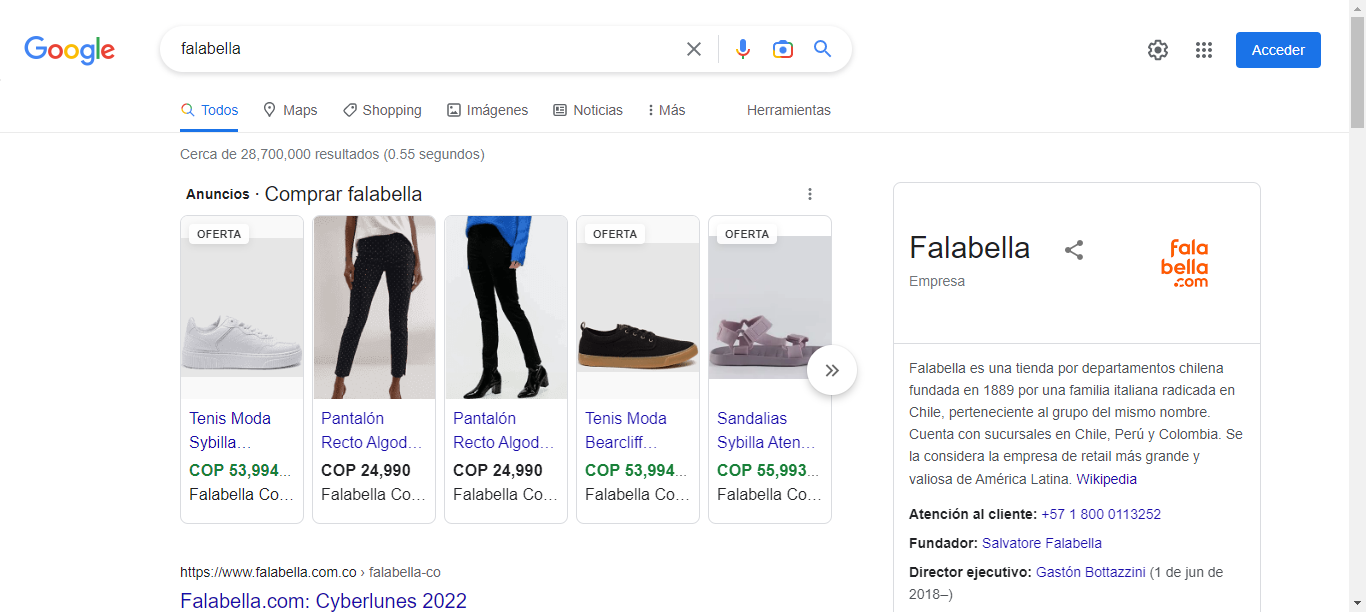 Google
falabella
Acceder
Todos
Maps
Shopping
Imágenes
Noticias
Más
Herramientas
Cerca de 28,700,000 resultados (0.55 segundos)
Anuncios · Comprar falabella
OFERTA
Tenis Moda
Sybilla…
COP 53,994...
Falabella Co…
Pantalón
Recto Algod…
COP 24,990
Falabella Co…
Pantalón
Recto Algod…
COP 24,990
Falabella Co…
OFERTA
Tenis Moda
Bearcliff…
COP 53,994...
Falabella Co…
OFERTA
Sandalias
Sybilla Aten…
COP 55,993...
Falabella Co…
https://www.falabella.com.co › falabella-co
Falabella.com: Cyberlunes 2022
Falabella
Empresa
fala
bella
.com
Falabella es una tienda por departamentos chilena
fundada en 1889 por una familia italiana radicada en
Chile, perteneciente al grupo del mismo nombre.
Cuenta con sucursales en Chile, Perú y Colombia. Se
la considera la empresa de retail más grande y
valiosa de América Latina. Wikipedia
Atención al cliente: +57 1 800 0113252
Fundador: Salvatore Falabella
Director ejecutivo: Gastón Bottazzini (1 de jun de
2018–)